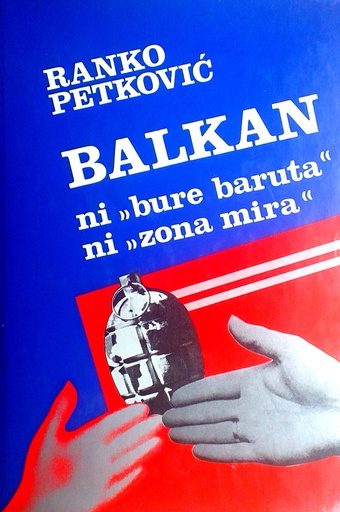 RANKO
PETKOVIĆ
BALKAN
ni »bure baruta“
ni »zona mira“